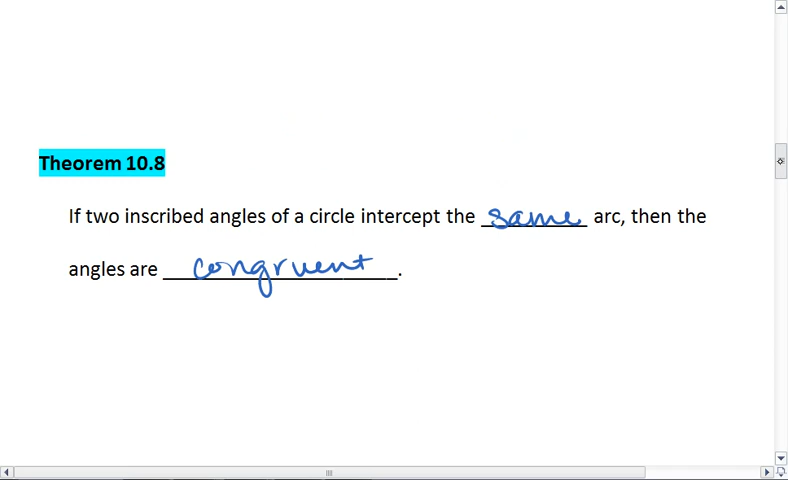 Theorem 10.8
If two inscribed angles of a circle intercept the same arc, then the
angles are congruent.